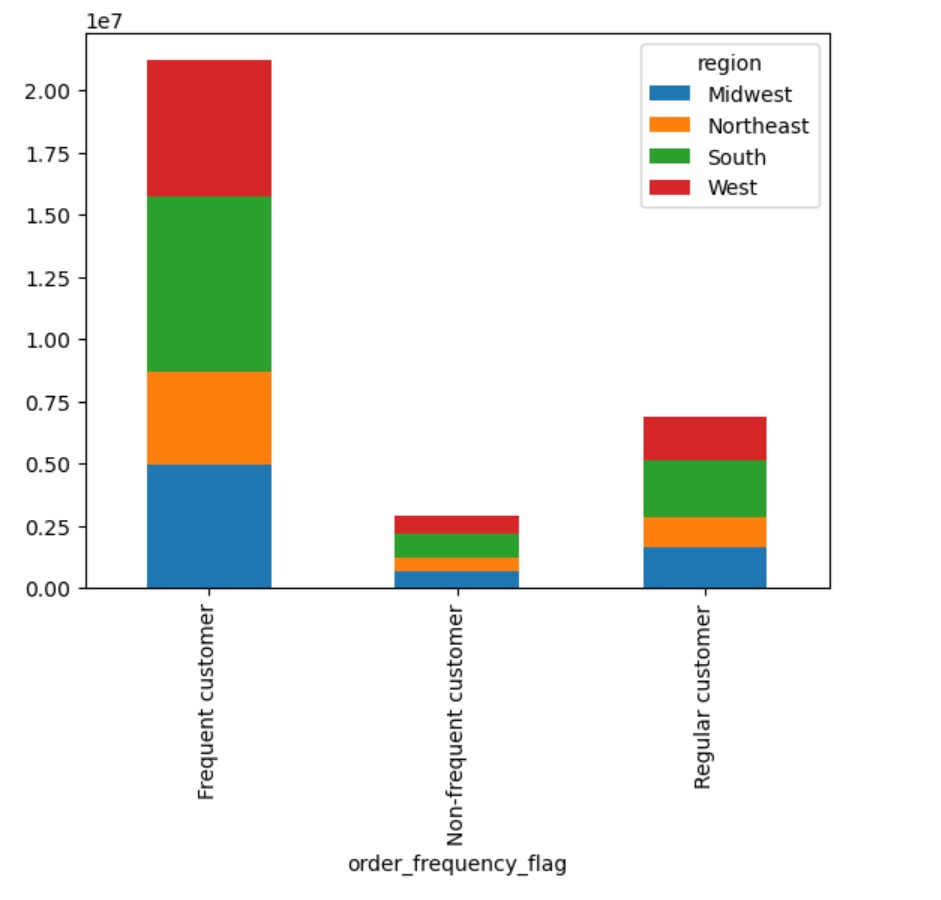 1e7
2.00
1.75
1.50
1.25
1.00
0.75
0.50
0.25
0.00
region
Midwest
Northeast
South
West
Frequent customer
Non-frequent customer
Regular customer
order_frequency_flag